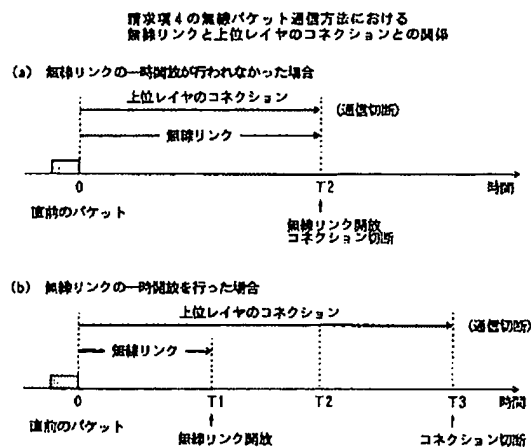 請求項4の無線パケット通信方法における
無線リンクと上位レイヤのコネクションとの関係
(a) 無線リンクの一時開放が行われなかった場合
上位レイヤのコネクション
(通信切断)
無線リンク
0
T2
時間
直前のパケット
無線リンク開放
コネクション切断
(b) 無線リンクの一時開放を行った場合
上位レイヤのコネクション
(通信切断)
無線リンク
0
T1
T2
T3
時間
直前のパケット
無線リンク開放
コネクション切断